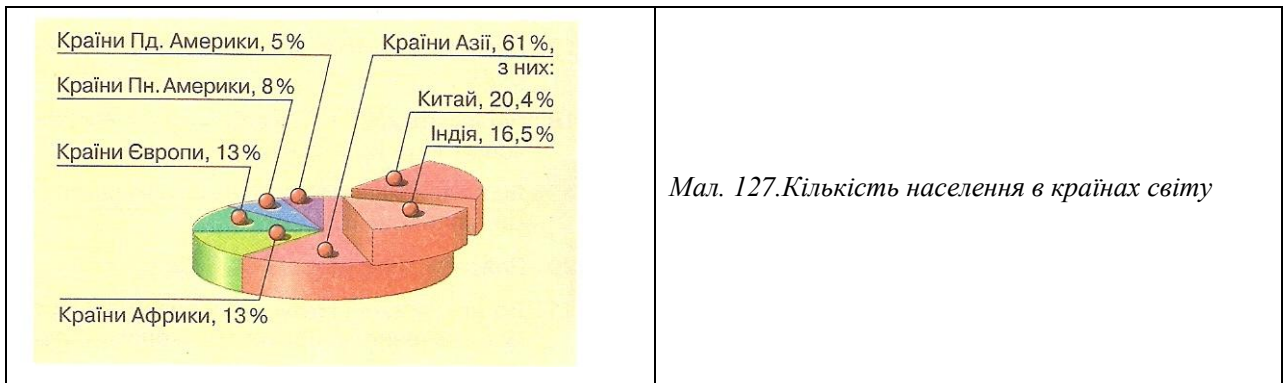 Країни Пд. Америки, 5%
Країни Пн. Америки, 8%
Країни Європи, 13%
Країни Африки, 13%
Країни Азії, 61%,
з них:
Китай, 20,4%
Індія, 16,5%
Мал. 127.Кількість населення в країнах світу